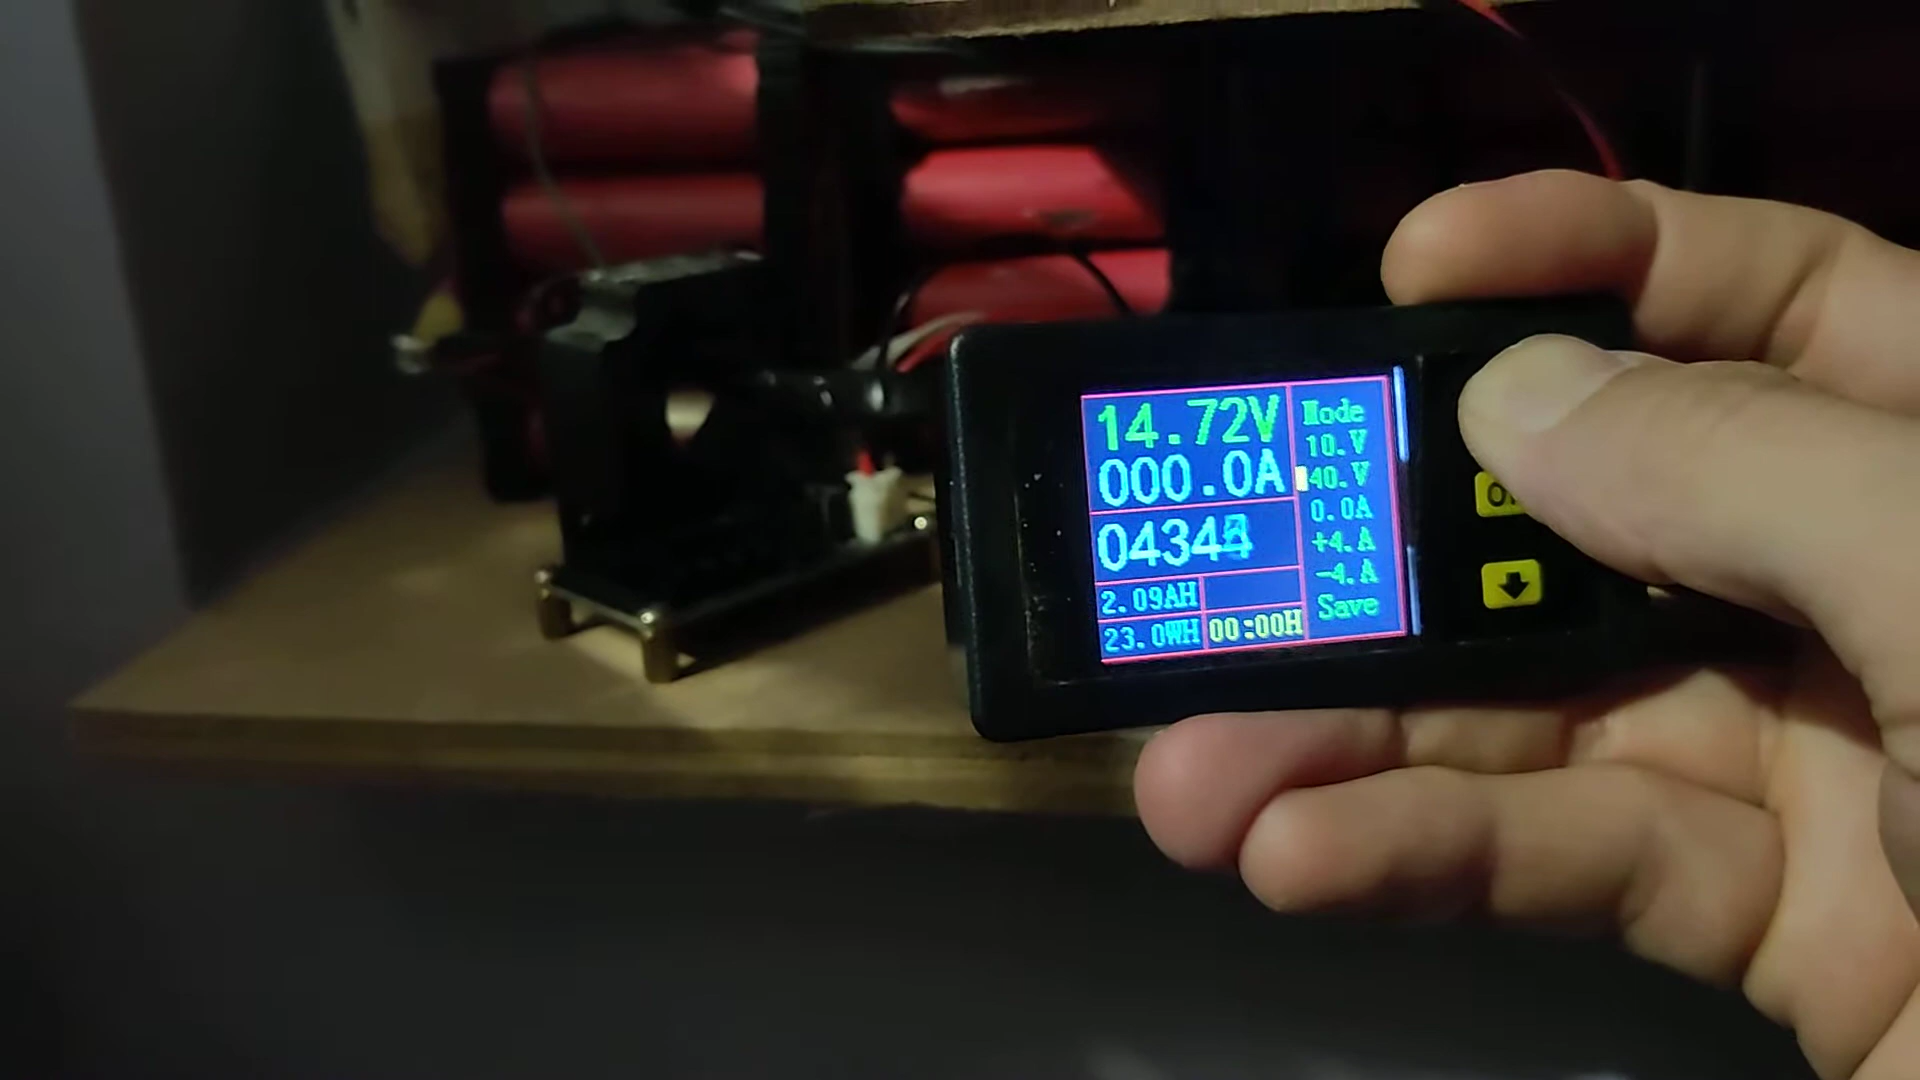 14.72V
000.0A
2.09AH
23.0WH
00:00H
Mode
10.V
40.V
0.0A
+4.A
-4.A
Save